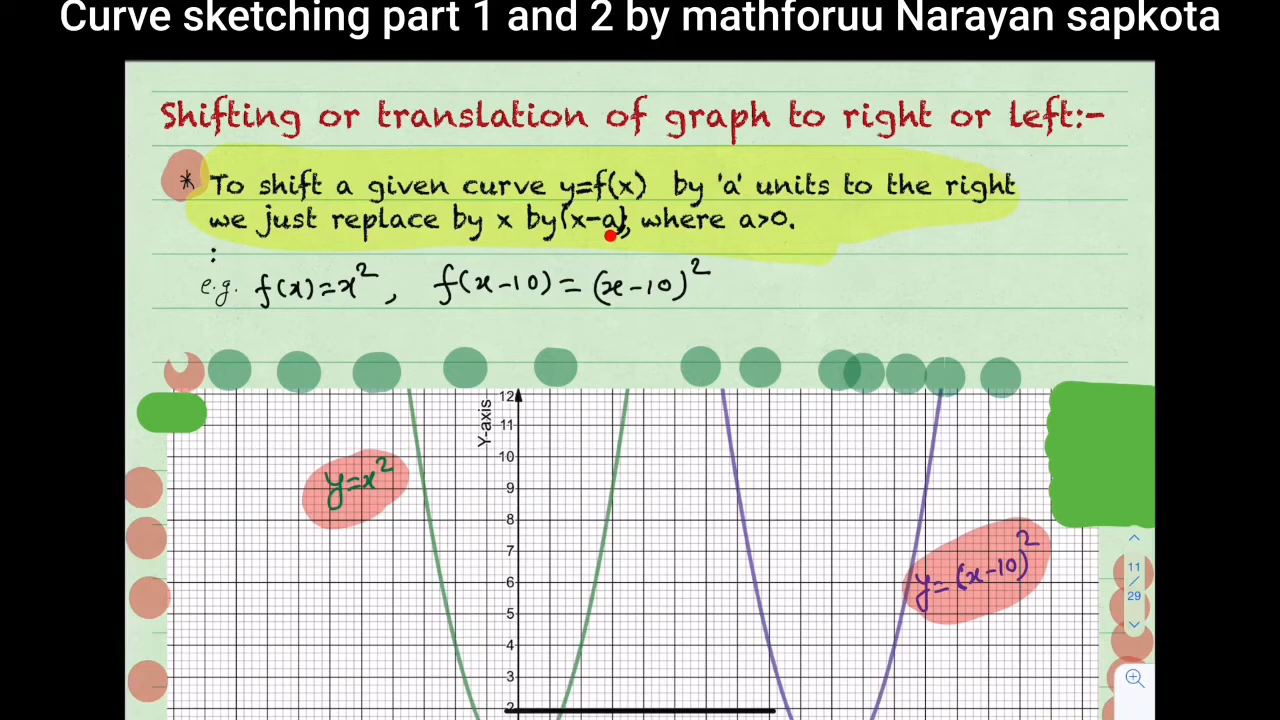 Curve sketching part 1 and 2 by mathforuu Narayan sapkota
Shifting or translation of graph to right or left:-
* To shift a given curve y=f(x) by 'a' units to the right
we just replace by x by(x-a), where a>0.
:
e.g. f(x)=x², f(x-10)=(x-10)²
Y-axis
12
11
10
9
8
7
6
5
4
3
2
y=x²
y=(x-10)²
11
/
29